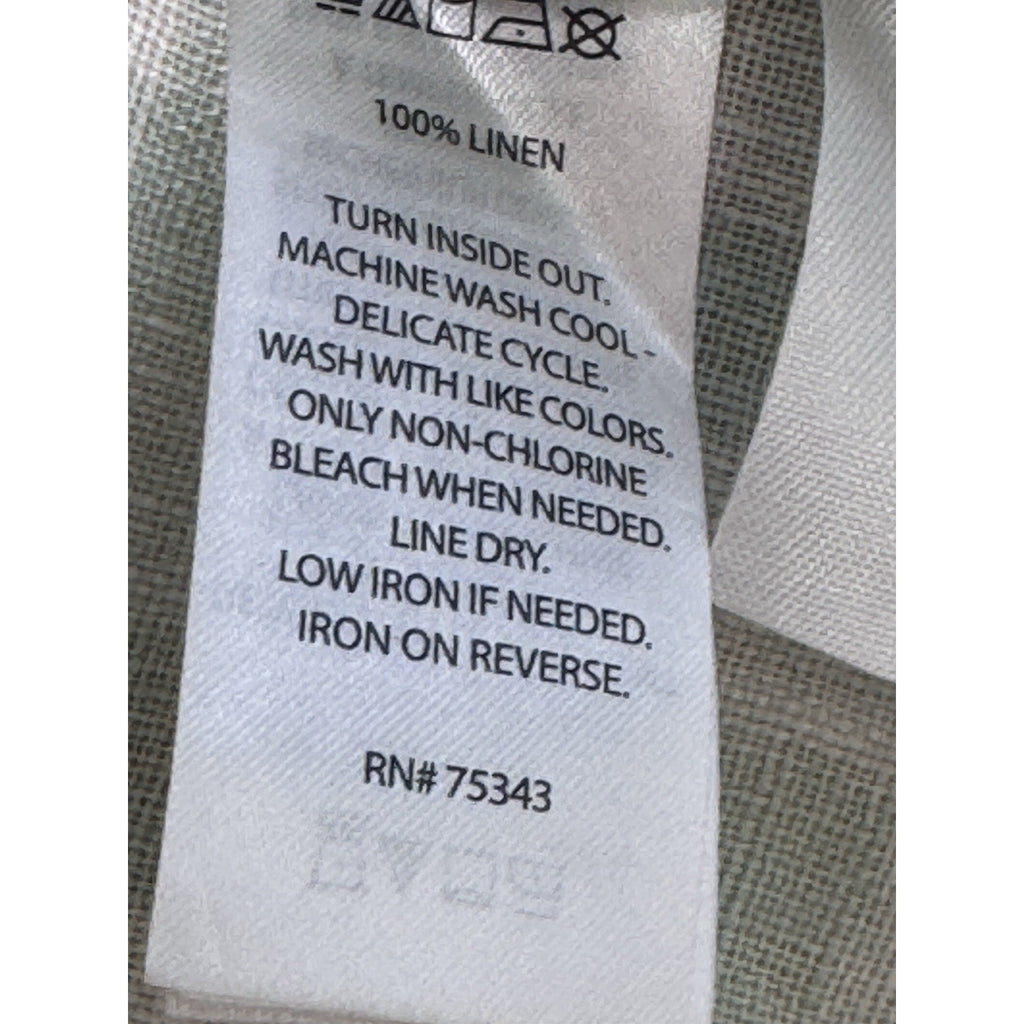 100% LINEN
TURN INSIDE OUT.
MACHINE WASH COOL -
DELICATE CYCLE.
WASH WITH LIKE COLORS.
ONLY NON-CHLORINE
BLEACH WHEN NEEDED.
LINE DRY.
LOW IRON IF NEEDED.
IRON ON REVERSE.
RN# 75343